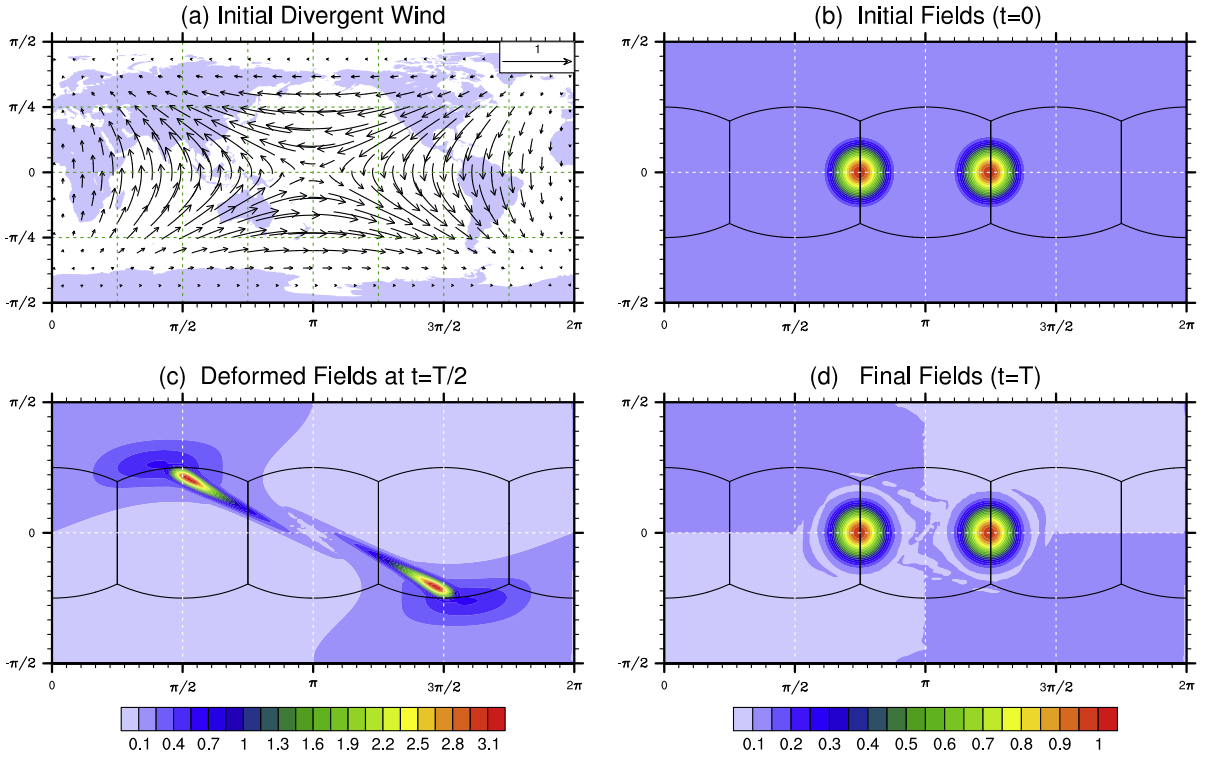 (a) Initial Divergent Wind
(b) Initial Fields (t=0)
π/2
π/4
0
-π/4
-π/2
1
0
π/2
π
3π/2
2π
π/2
0
-π/2
0
π/2
π
3π/2
2π
(c) Deformed Fields at t=T/2
(d) Final Fields (t=T)
π/2
0
-π/2
0
π/2
π
3π/2
2π
π/2
0
-π/2
0
π/2
π
3π/2
2π
0.1 0.4 0.7 1 1.3 1.6 1.9 2.2 2.5 2.8 3.1
0.1 0.2 0.3 0.4 0.5 0.6 0.7 0.8 0.9 1